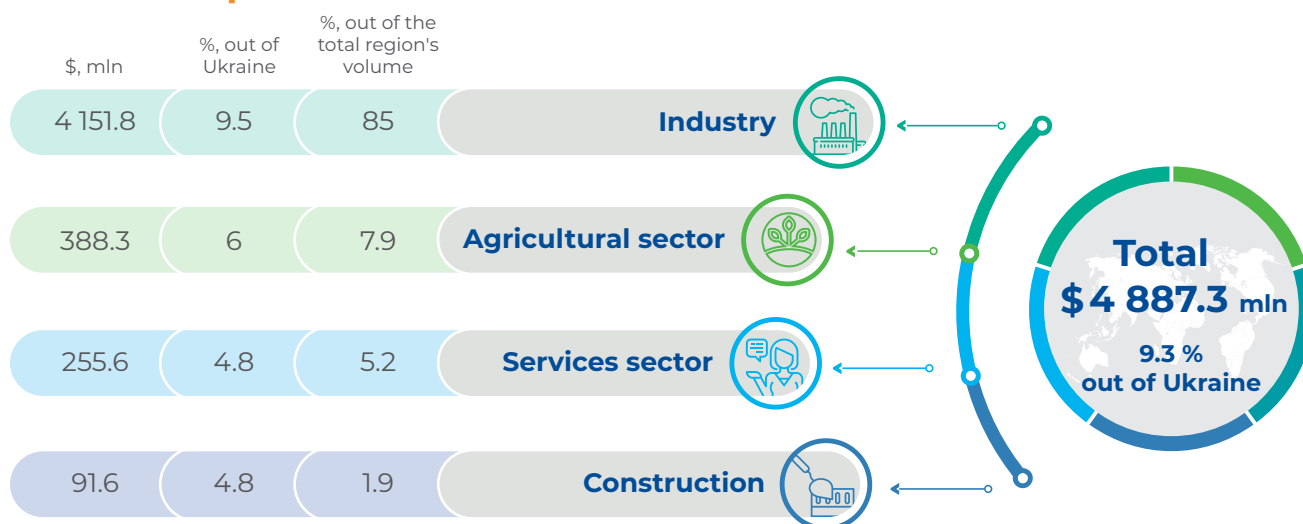 $, mln
%, out of
Ukraine
%, out of the
total region's
volume
4 151.8 9.5 85 Industry
388.3 6 7.9 Agricultural sector
255.6 4.8 5.2 Services sector
91.6 4.8 1.9 Construction
Total
$ 4 887.3 mln
9.3 %
out of Ukraine